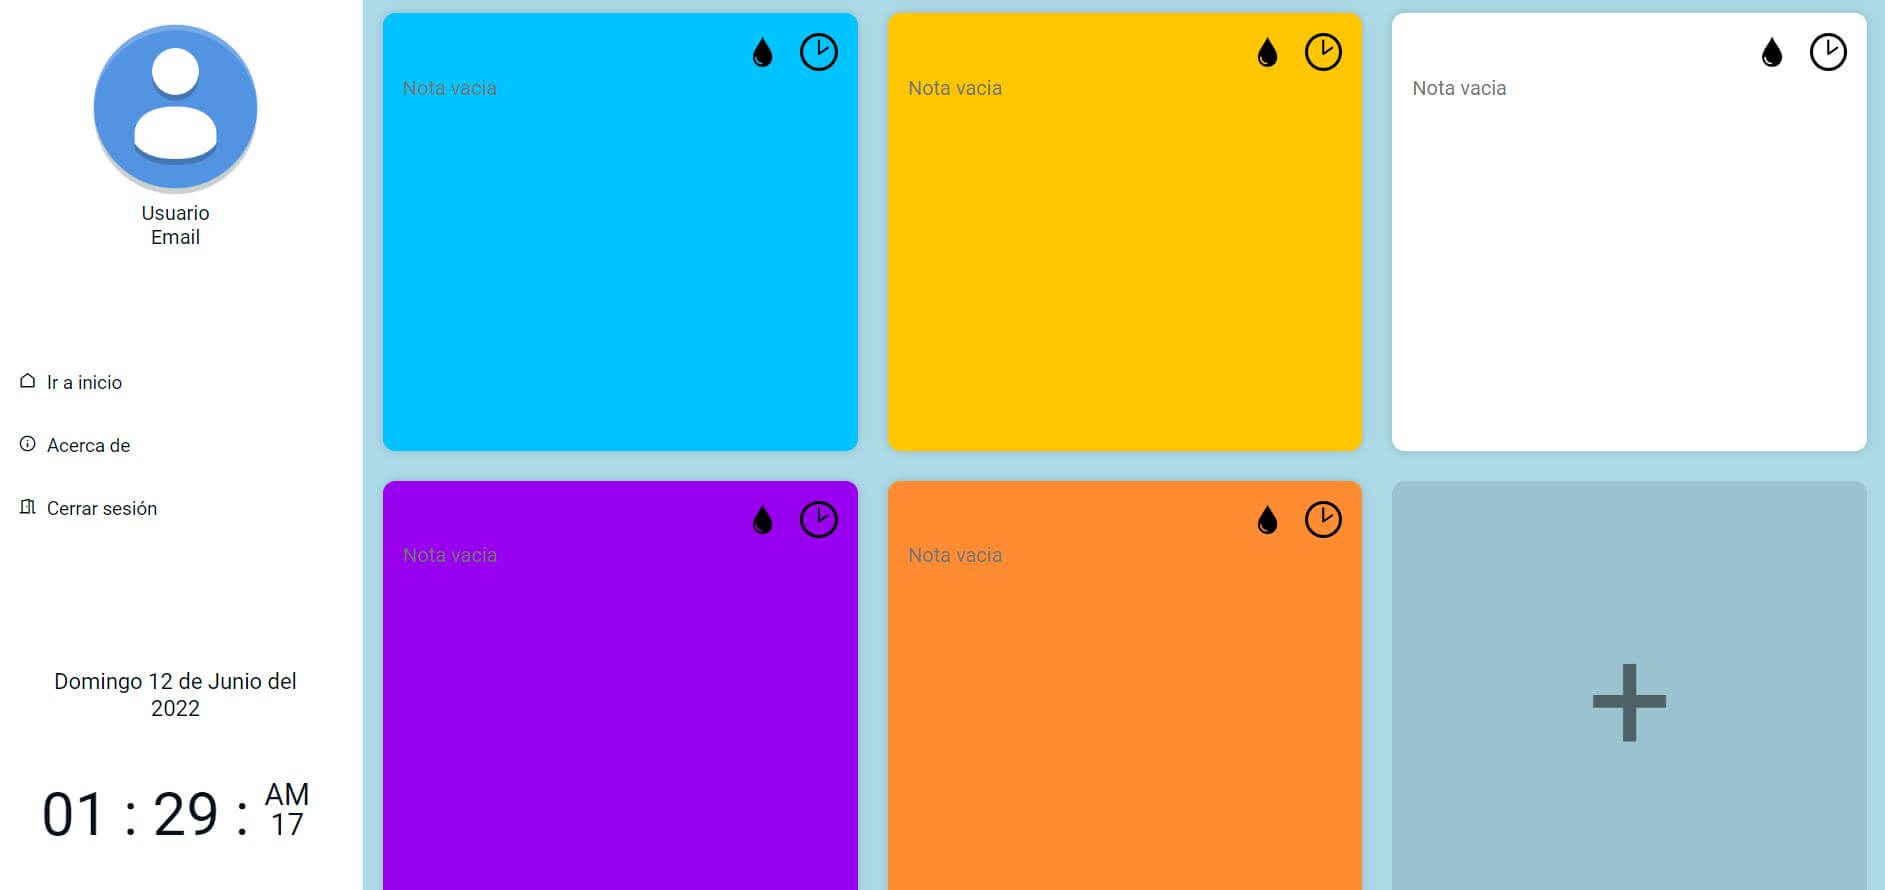 Usuario
Email
Ir a inicio
Acerca de
Cerrar sesión
Domingo 12 de Junio del
2022
01 : 29 : AM
17
Nota vacia
Nota vacia
Nota vacia
Nota vacia
Nota vacia